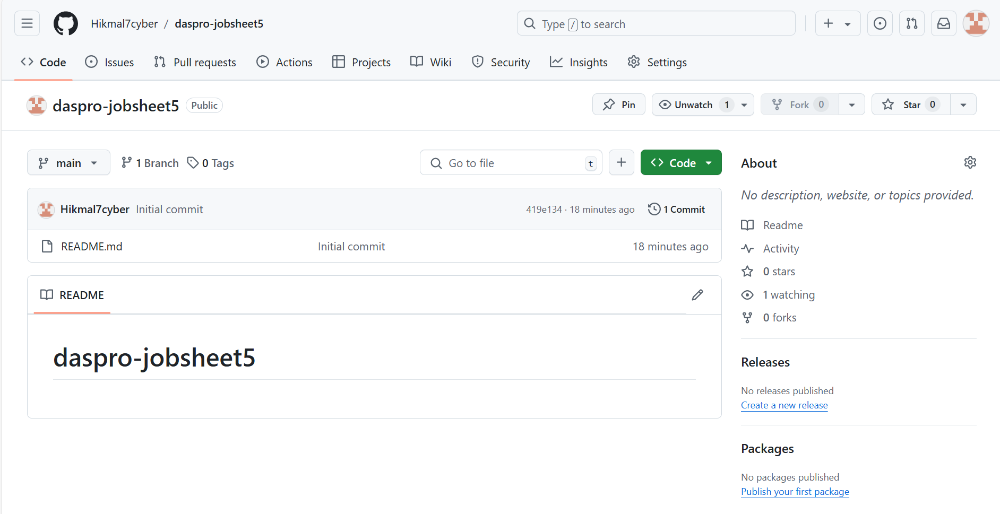 Hikmal7cyber / daspro-jobsheet5
Type / to search
Code Issues Pull requests Actions Projects Wiki Security Insights Settings
daspro-jobsheet5 Public
Pin Unwatch 1 Fork 0 Star 0
main 1 Branch 0 Tags
Go to file t Code
Hikmal7cyber Initial commit 419e134 · 18 minutes ago 1 Commit
README.md Initial commit 18 minutes ago
README
daspro-jobsheet5
About
No description, website, or topics provided.
Readme
Activity
0 stars
1 watching
0 forks
Releases
No releases published
Create a new release
Packages
No packages published
Publish your first package